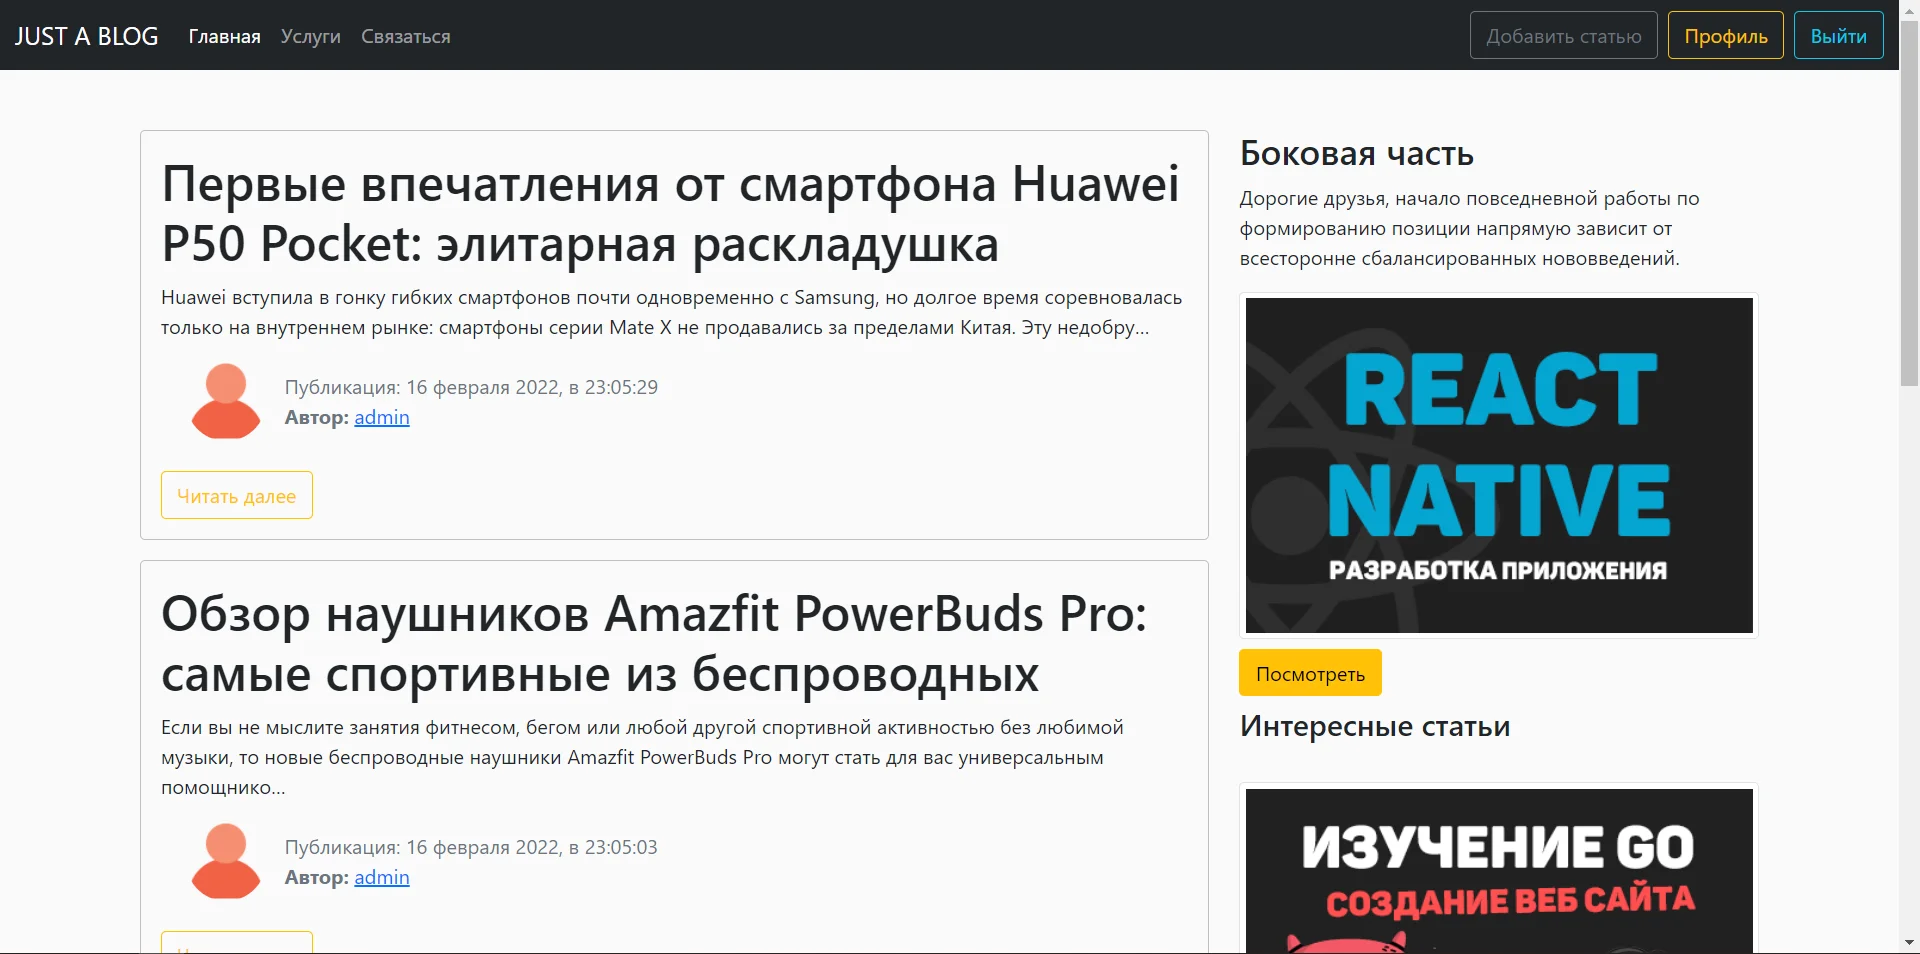 JUST A BLOG Главная Услуги Связаться Добавить статью Профиль Выйти
Первые впечатления от смартфона Huawei
P50 Pocket: элитарная раскладушка
Huawei вступила в гонку гибких смартфонов почти одновременно с Samsung, но долгое время соревновалась
только на внутреннем рынке: смартфоны серии Mate X не продавались за пределами Китая. Эту недобру...
Публикация: 16 февраля 2022, в 23:05:29
Автор: admin
Читать далее
Обзор наушников Amazfit PowerBuds Pro:
самые спортивные из беспроводных
Если вы не мыслите занятия фитнесом, бегом или любой другой спортивной активностью без любимой
музыки, то новые беспроводные наушники Amazfit PowerBuds Pro могут стать для вас универсальным
помощнико...
Публикация: 16 февраля 2022, в 23:05:03
Автор: admin
Боковая часть
Дорогие друзья, начало повседневной работы по
формированию позиции напрямую зависит от
всесторонне сбалансированных нововведений.
REACT
NATIVE
РАЗРАБОТКА ПРИЛОЖЕНИЯ
Посмотреть
Интересные статьи
ИЗУЧЕНИЕ GO
СОЗДАНИЕ ВЕБ САЙТА